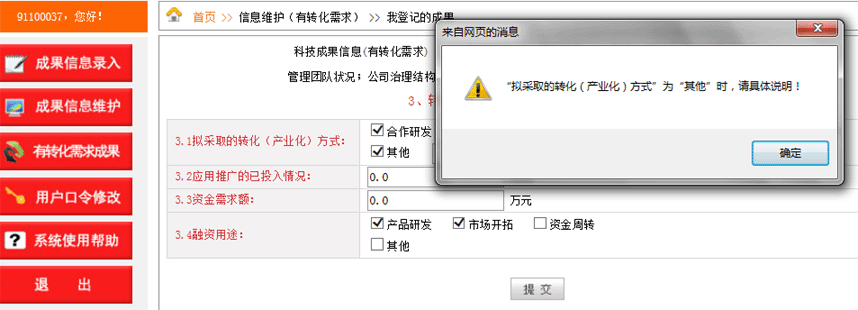 91100037，您好！
首页 >> 信息维护（有转化需求） >> 我登记的成果
成果信息录入
成果信息维护
有转化需求成果
用户口令修改
系统使用帮助
退 出
科技成果信息(有转化需求)
管理团队状况；公司治理结构
3、转
3.1拟采取的转化（产业化）方式：
合作研发
其他
3.2应用推广的已投入情况：
0.0
3.3资金需求额：
0.0 万元
3.4融资用途：
产品研发 市场开拓 资金周转
其他
提 交
来自网页的消息
“拟采取的转化（产业化）方式”为“其他”时，请具体说明！
确定